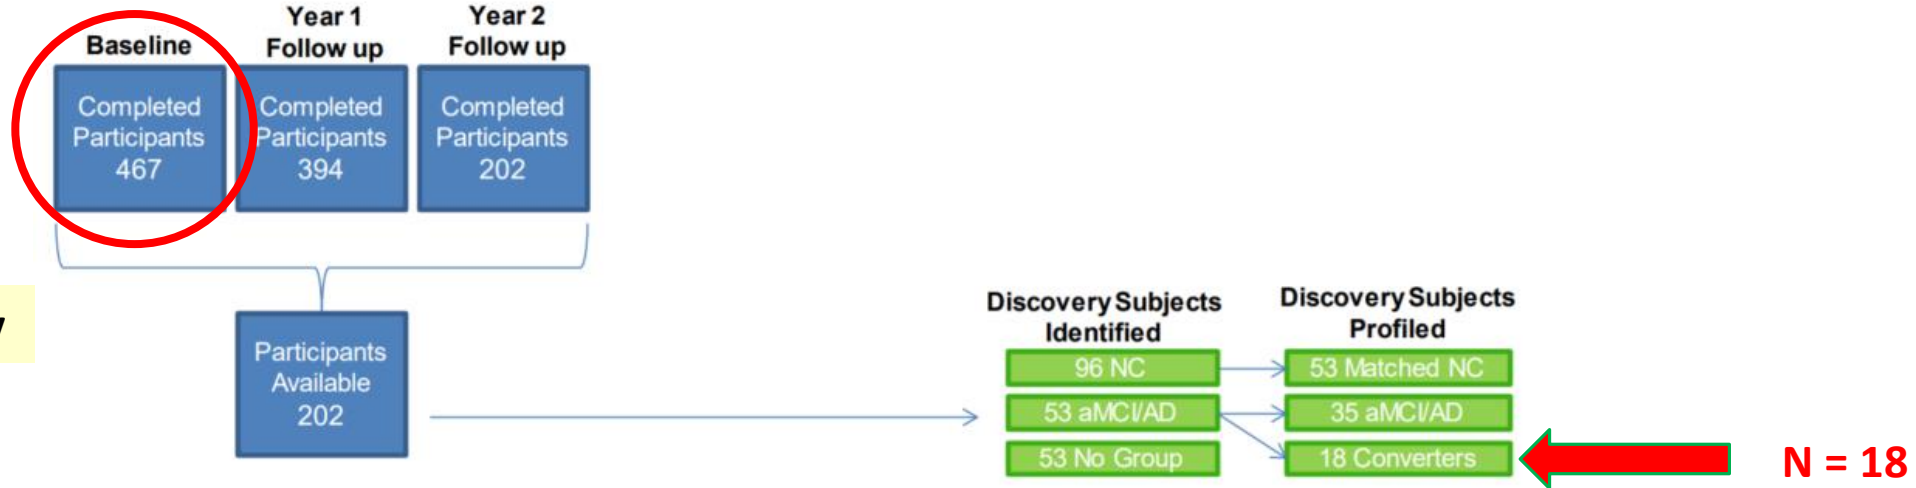 Baseline
Year 1
Follow up
Year 2
Follow up
Completed
Participants
467
Completed
Participants
394
Completed
Participants
202
Participants
Available
202
Discovery Subjects
Identified
96 NC
53 aMCI/AD
53 No Group
Discovery Subjects
Profiled
53 Matched NC
35 aMCI/AD
18 Converters
N = 18